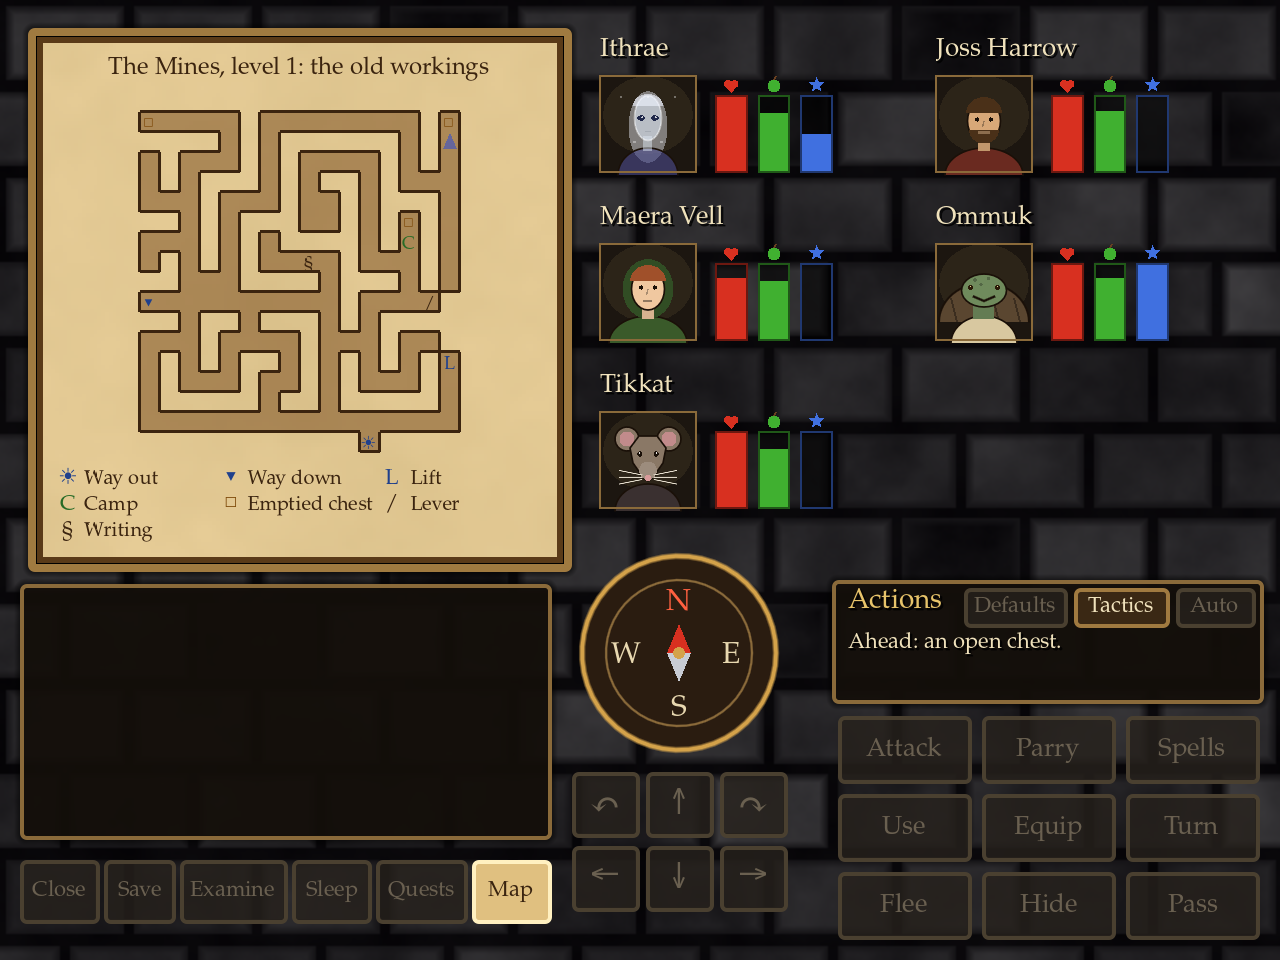 The Mines, level 1: the old workings
C
§
/
L
☀ Way out
▼ Way down
L Lift
C Camp
□ Emptied chest
/ Lever
§ Writing
Ithrae
Joss Harrow
Maera Vell
Ommuk
Tikkat
N
W E
S
Actions Defaults Tactics Auto
Ahead: an open chest.
Attack Parry Spells
Use Equip Turn
Flee Hide Pass
Close Save Examine Sleep Quests Map